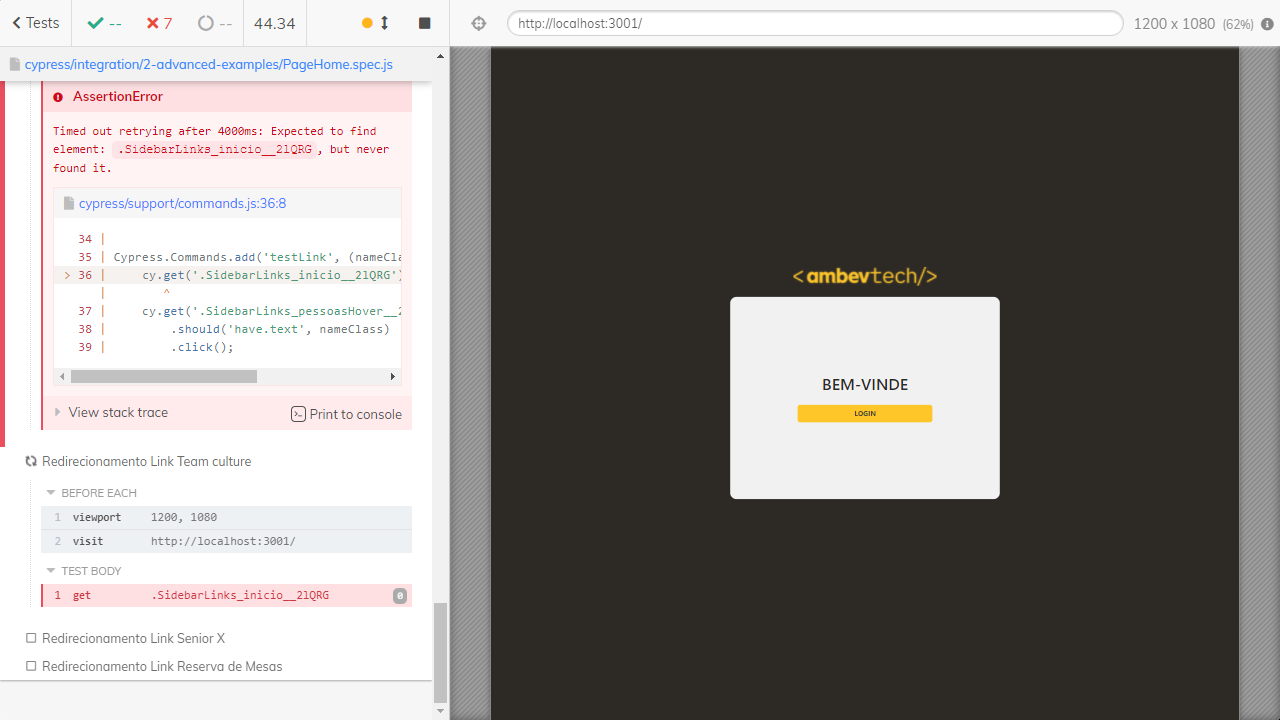 Tests
--
7
--
44.34
http://localhost:3001/
1200 x 1080 (62%)
cypress/integration/2-advanced-examples/PageHome.spec.js
AssertionError
Timed out retrying after 4000ms: Expected to find
element: .SidebarLinks_inicio__2lQRG, but never
found it.
cypress/support/commands.js:36:8
34 |
35 | Cypress.Commands.add('testLink', (nameCla
> 36 | cy.get('.SidebarLinks_inicio__2lQRG')
| ^
37 | cy.get('.SidebarLinks_pessoasHover__2
38 | .should('have.text', nameClass)
39 | .click();
View stack trace
Print to console
Redirecionamento Link Team culture
BEFORE EACH
1 viewport 1200, 1080
2 visit http://localhost:3001/
TEST BODY
1 get .SidebarLinks_inicio__2lQRG 0
Redirecionamento Link Senior X
Redirecionamento Link Reserva de Mesas
<ambevtech/>
BEM-VINDE
LOGIN